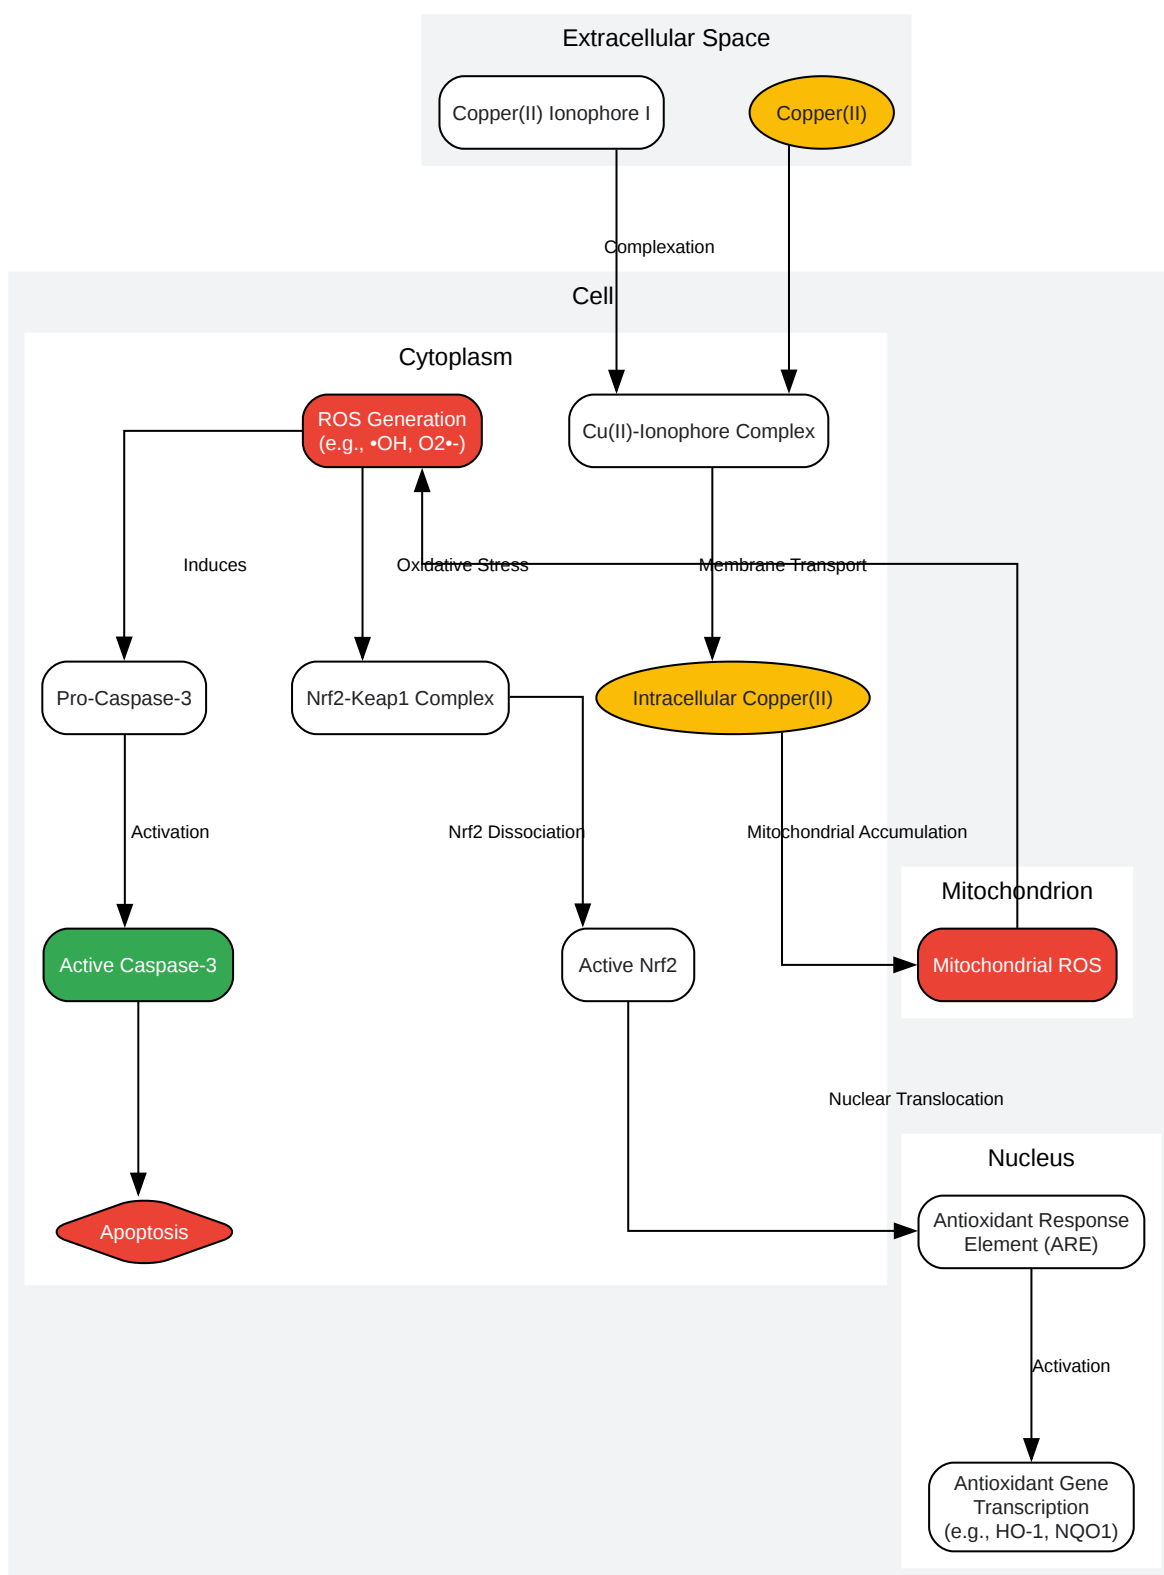 Extracellular Space
Copper(II) Ionophore I
Copper(II)
Complexation
Cell
Cytoplasm
ROS Generation
(e.g., •OH, O2•-)
Cu(II)-Ionophore Complex
Induces
Oxidative Stress
Membrane Transport
Pro-Caspase-3
Nrf2-Keap1 Complex
Intracellular Copper(II)
Activation
Nrf2 Dissociation
Mitochondrial Accumulation
Mitochondrion
Active Caspase-3
Active Nrf2
Mitochondrial ROS
Nuclear Translocation
Nucleus
Apoptosis
Antioxidant Response
Element (ARE)
Activation
Antioxidant Gene
Transcription
(e.g., HO-1, NQO1)